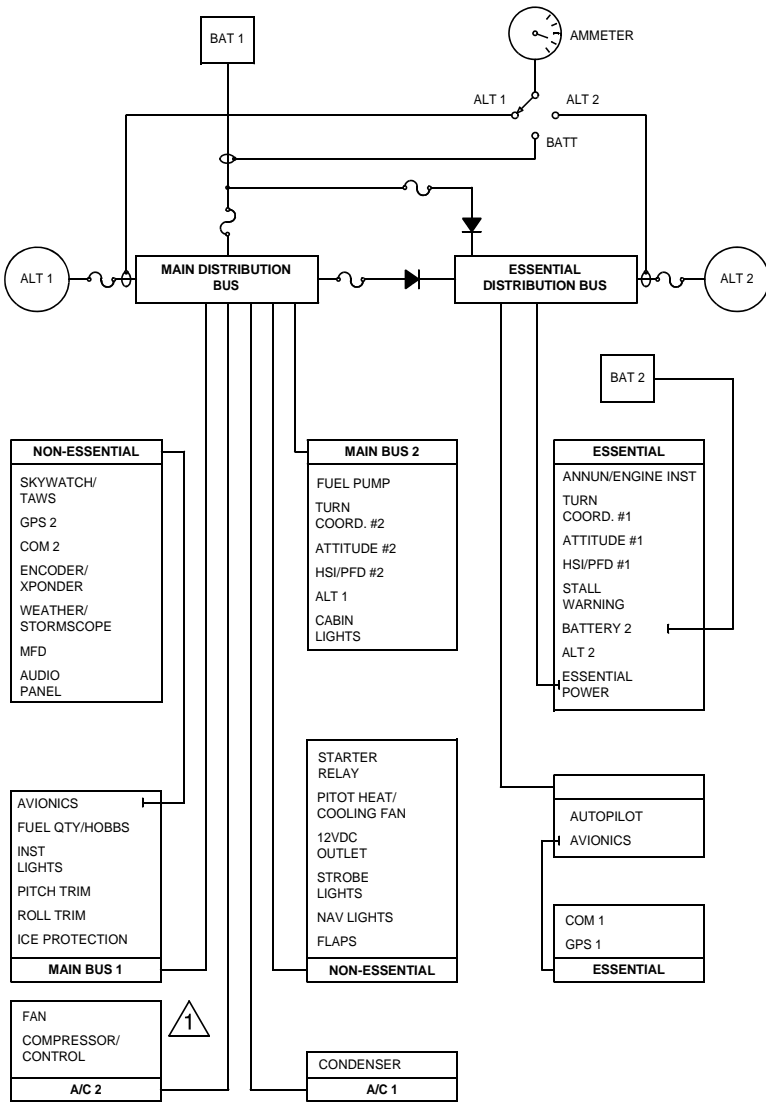 BAT 1
AMMETER
ALT 1
ALT 2
BATT
ALT 1
MAIN DISTRIBUTION
BUS
ESSENTIAL
DISTRIBUTION BUS
ALT 2
BAT 2
NON-ESSENTIAL
SKYWATCH/
TAWS
GPS 2
COM 2
ENCODER/
XPONDER
WEATHER/
STORMSCOPE
MFD
AUDIO
PANEL
MAIN BUS 2
FUEL PUMP
TURN
COORD. #2
ATTITUDE #2
HSI/PFD #2
ALT 1
CABIN
LIGHTS
ESSENTIAL
ANNUN/ENGINE INST
TURN
COORD. #1
ATTITUDE #1
HSI/PFD #1
STALL
WARNING
BATTERY 2
ALT 2
ESSENTIAL
POWER
AVIONICS
FUEL QTY/HOBBS
INST
LIGHTS
PITCH TRIM
ROLL TRIM
ICE PROTECTION
MAIN BUS 1
STARTER
RELAY
PITOT HEAT/
COOLING FAN
12VDC
OUTLET
STROBE
LIGHTS
NAV LIGHTS
FLAPS
NON-ESSENTIAL
AUTOPILOT
AVIONICS
COM 1
GPS 1
ESSENTIAL
FAN
COMPRESSOR/
CONTROL
A/C 2
1
CONDENSER
A/C 1